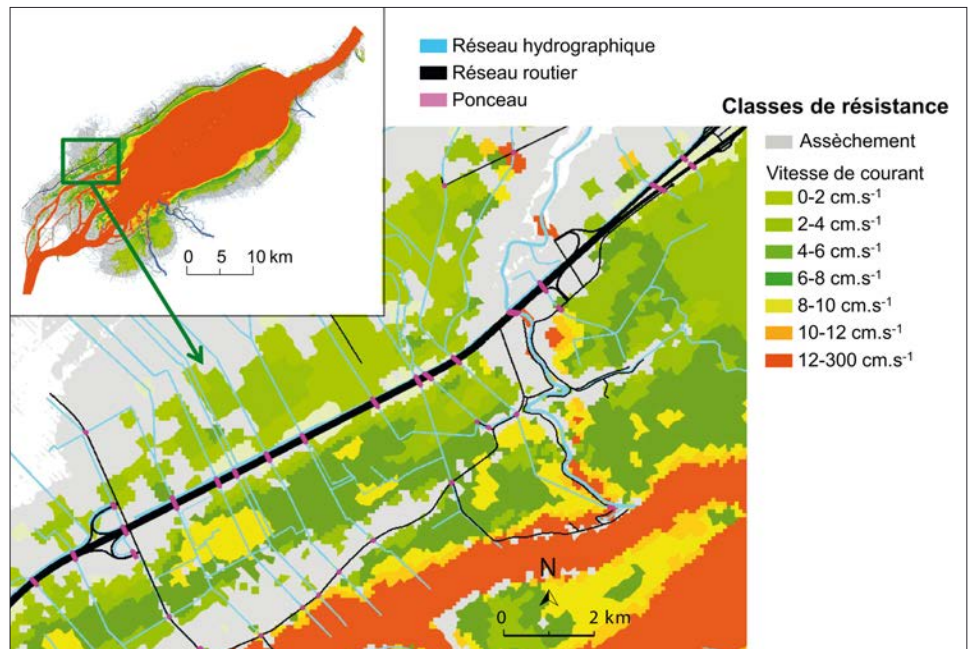 Réseau hydrographique
Réseau routier
Ponceau
0 5 10 km
Classes de résistance
Assèchement
Vitesse de courant
0-2 cm.s⁻¹
2-4 cm.s⁻¹
4-6 cm.s⁻¹
6-8 cm.s⁻¹
8-10 cm.s⁻¹
10-12 cm.s⁻¹
12-300 cm.s⁻¹
N
0 2 km